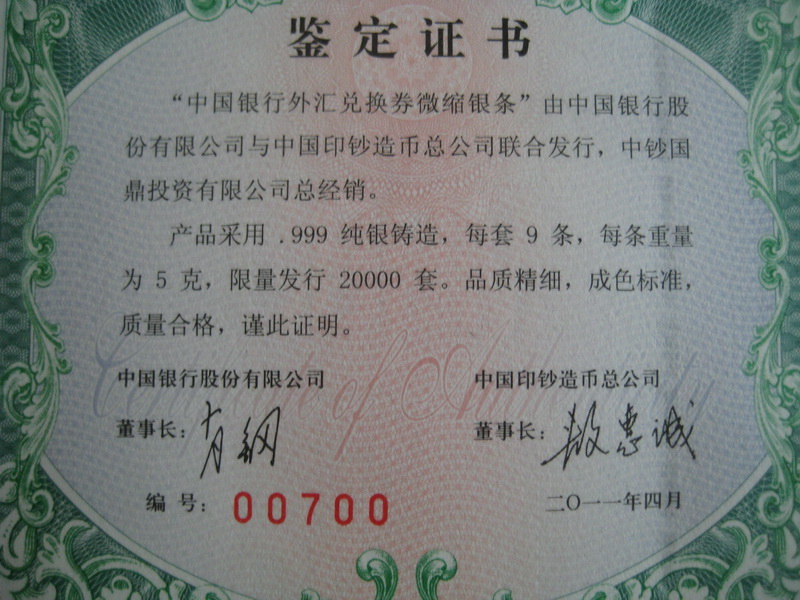 鉴定证书
“中国银行外汇兑换券微缩银条”由中国银行股
份有限公司与中国印钞造币总公司联合发行，中钞国
鼎投资有限公司总经销。
产品采用 .999 纯银铸造，每套 9 条，每条重量
为 5 克，限量发行 20000 套。品质精细，成色标准，
质量合格，谨此证明。
Certificate of Authenticity
中国银行股份有限公司 中国印钞造币总公司
董事长： 董事长：
编号：00700 二〇一一年四月